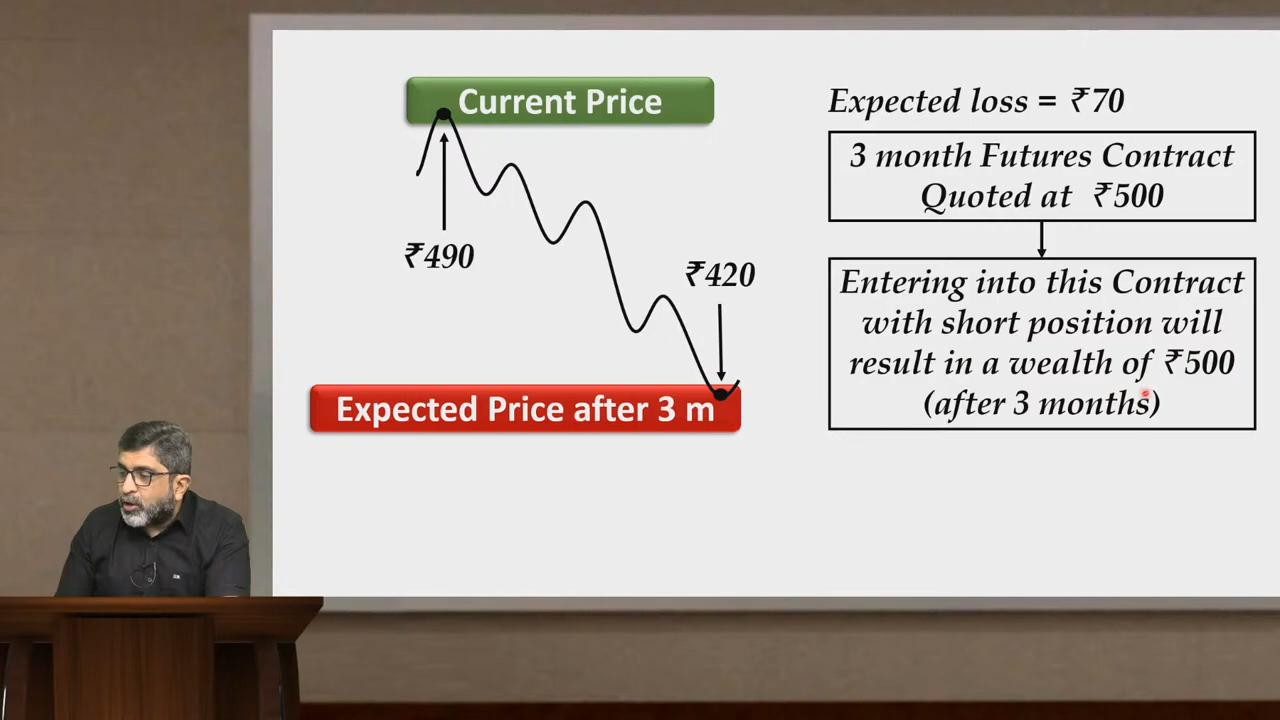 Current Price
₹490
₹420
Expected Price after 3 m
Expected loss = ₹70
3 month Futures Contract
Quoted at ₹500
Entering into this Contract
with short position will
result in a wealth of ₹500
(after 3 months)